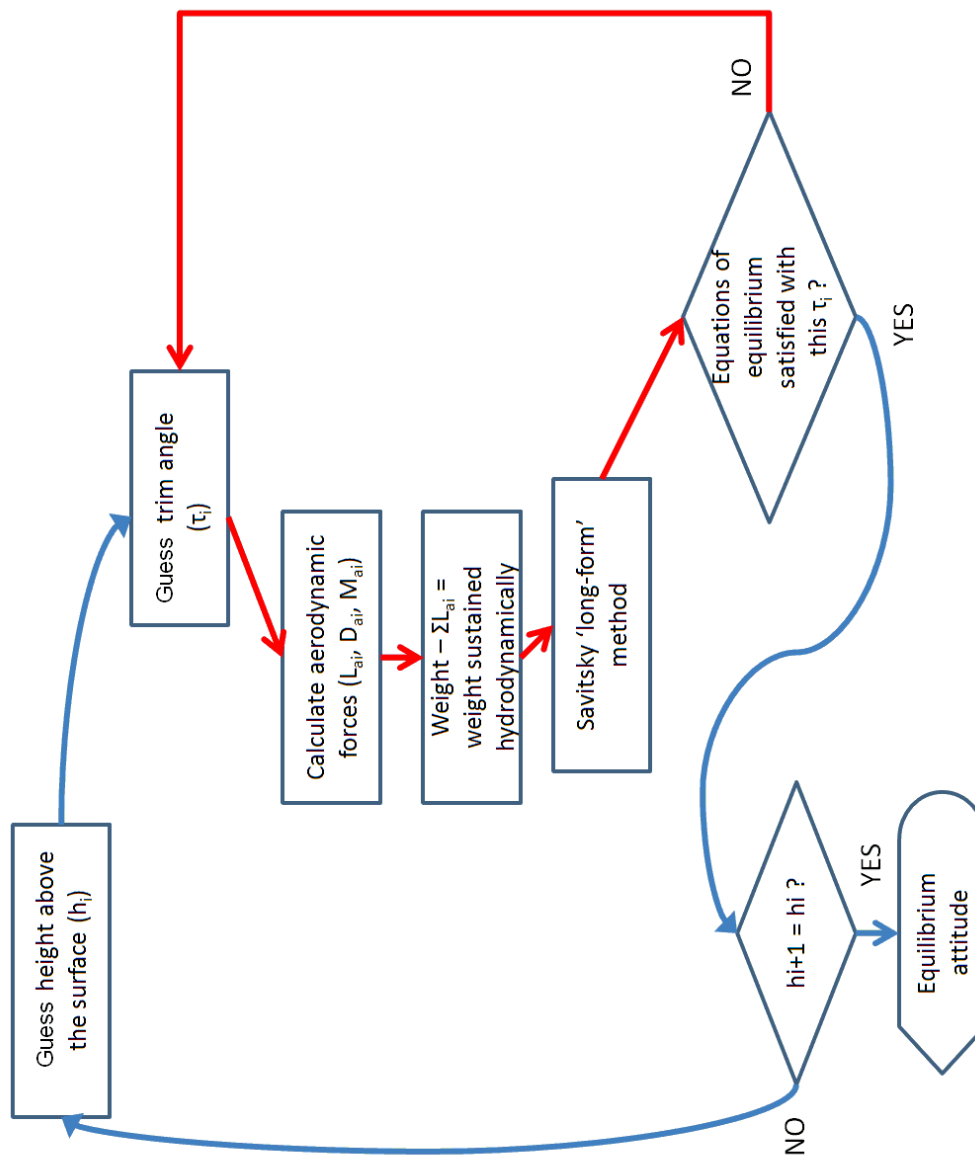 Guess height above
the surface (hᵢ)
Guess trim angle
(τᵢ)
Calculate aerodynamic
forces (Lₐᵢ, Dₐᵢ, Mₐᵢ)
Weight – ΣLₐᵢ =
weight sustained
hydrodynamically
Savitsky ‘long-form’
method
Equations of
equilibrium
satisfied with
this τᵢ ?
NO
YES
hi+1 = hi ?
NO
YES
Equilibrium
attitude